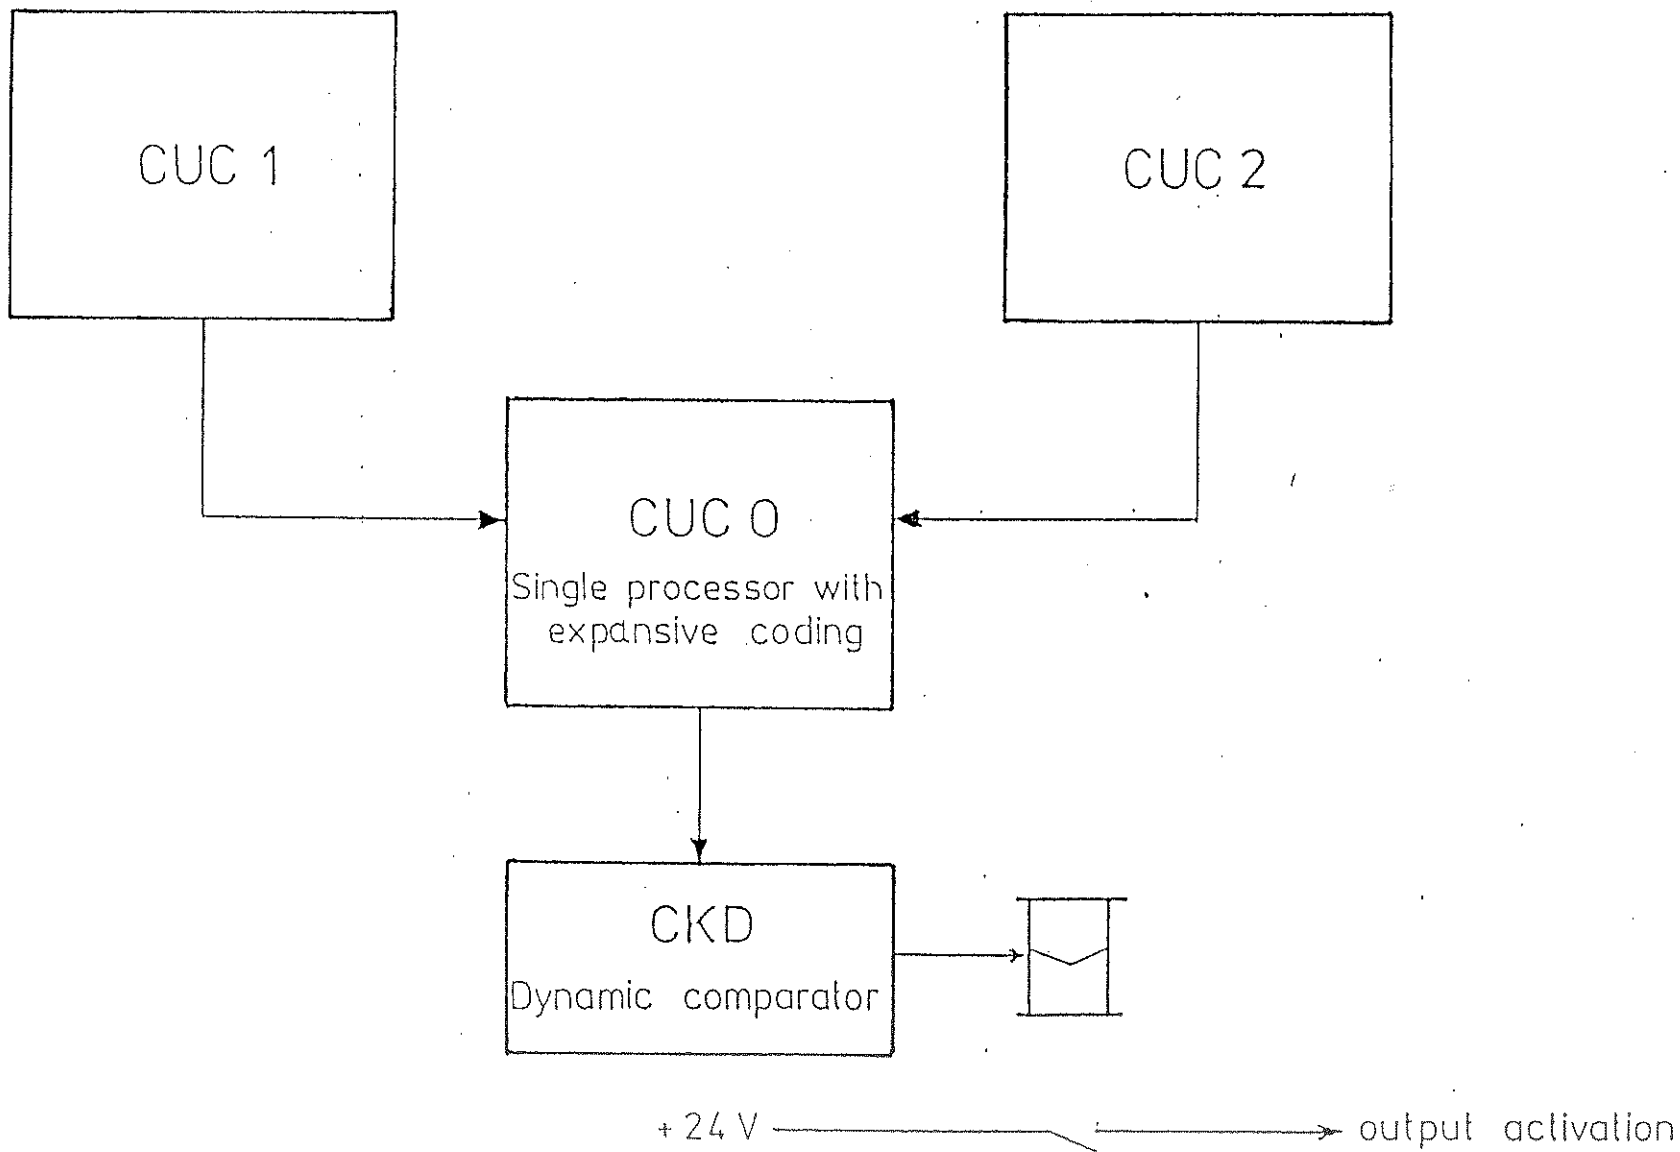 CUC 1
CUC 2
CUC 0
Single processor with
expansive coding
CKD
Dynamic comparator
+ 24 V
output activation